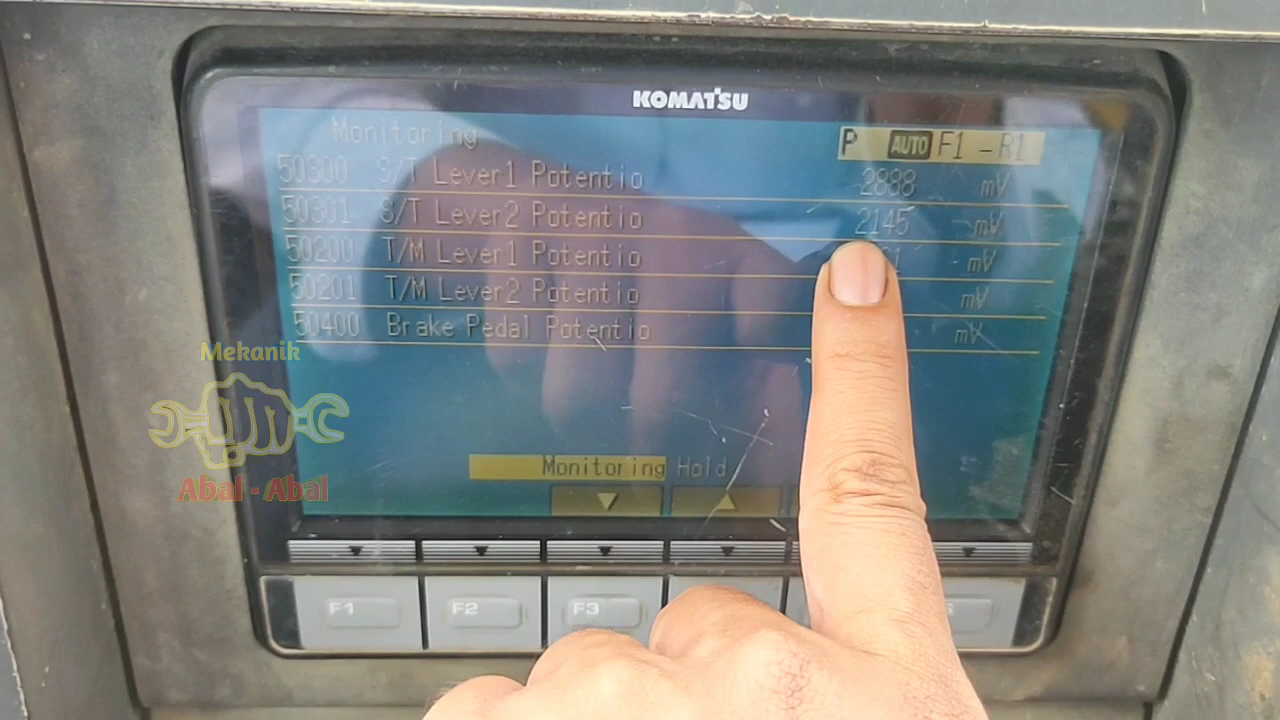 KOMATSU
Monitoring
P AUTO F1 - R1
50300 S/T Lever1 Potentio 2888 mV
50301 S/T Lever2 Potentio 2145 mV
50200 T/M Lever1 Potentio mV
50201 T/M Lever2 Potentio mV
50400 Brake Pedal Potentio mV
Mekanik
Abal - Abal
Monitoring Hold
F1 F2 F3